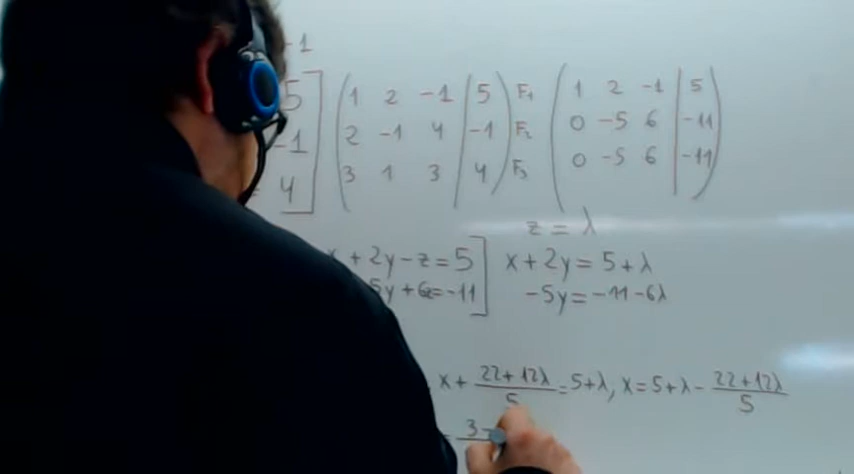 -1
5] (1 2 -1 | 5) F₁ (1 2 -1 | 5)
-1] (2 -1 4 | -1) F₂ (0 -5 6 | -11)
4] (3 1 3 | 4) F₃ (0 -5 6 | -11)
z = λ
x + 2y - z = 5] x + 2y = 5 + λ
5y + 6z = -11] -5y = -11 - 6λ
x + (22 + 12λ)/5 = 5 + λ, x = 5 + λ - (22 + 12λ)/5
3 -